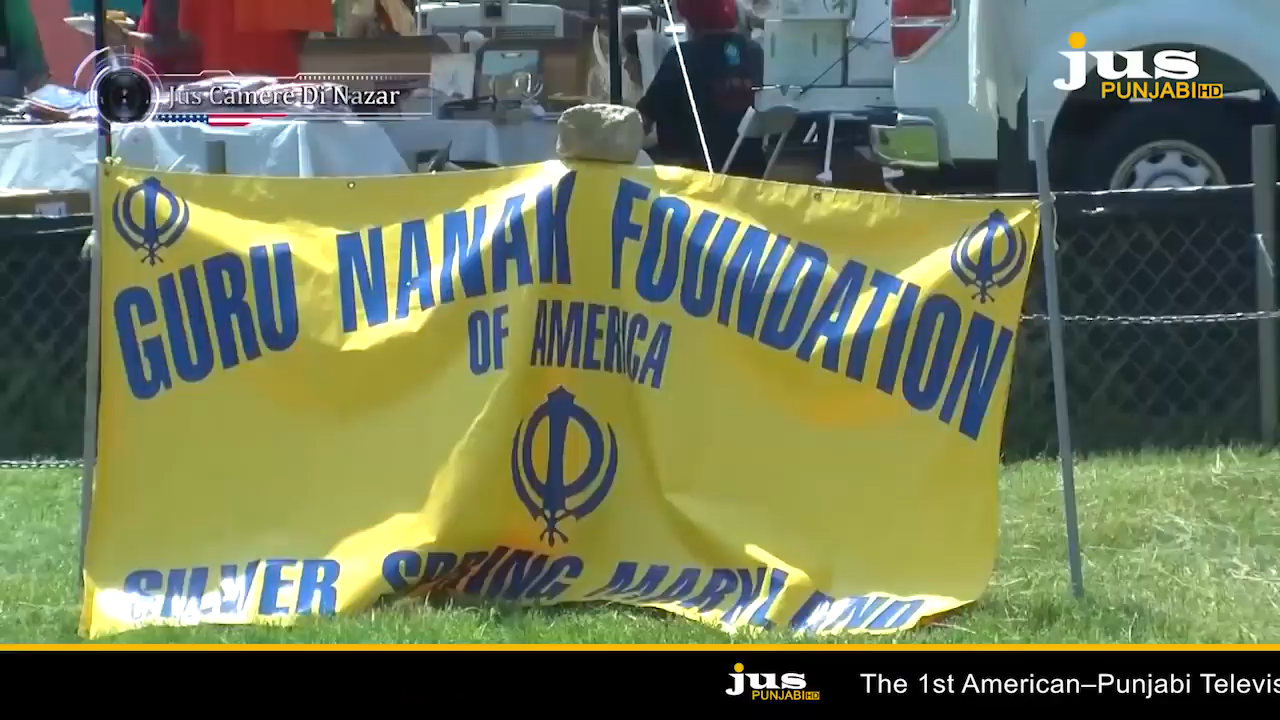 jus
PUNJABI HD
Jus Camere Di Nazar
GURU NANAK FOUNDATION
OF AMERICA
SILVER SPRING MARYLAND
jus
PUNJABI HD
The 1st American–Punjabi Televis